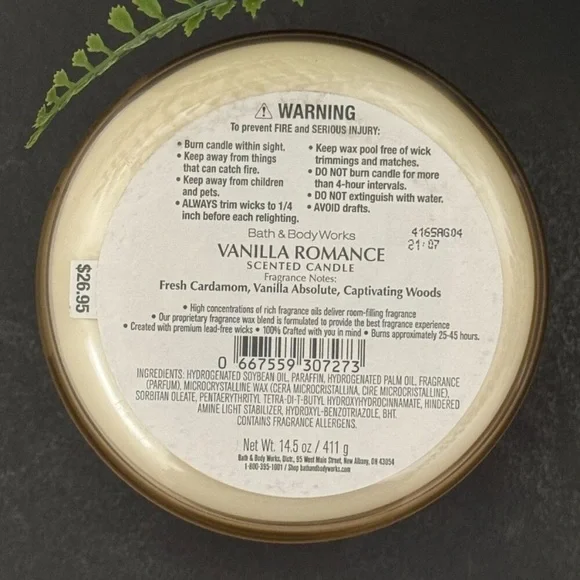 ⚠ WARNING
To prevent FIRE and SERIOUS INJURY:
• Burn candle within sight.
• Keep away from things
that can catch fire.
• Keep away from children
and pets.
• ALWAYS trim wicks to 1/4
inch before each relighting.
• Keep wax pool free of wick
trimmings and matches.
• DO NOT burn candle for more
than 4-hour intervals.
• DO NOT extinguish with water.
• AVOID drafts.
Bath & Body Works
4165AG04
21:07
VANILLA ROMANCE
SCENTED CANDLE
Fragrance Notes:
Fresh Cardamom, Vanilla Absolute, Captivating Woods
$26.95
• High concentrations of rich fragrance oils deliver room-filling fragrance
• Our proprietary fragrance wax blend is formulated to provide the best fragrance experience
• Created with premium lead-free wicks • 100% Crafted with you in mind • Burns approximately 25-45 hours.
0 667559 307273
INGREDIENTS: HYDROGENATED SOYBEAN OIL, PARAFFIN, HYDROGENATED PALM OIL, FRAGRANCE
(PARFUM), MICROCRYSTALLINE WAX (CERA MICROCRISTALLINA, CIRE MICROCRISTALLINE),
SORBITAN OLEATE, PENTAERYTHRITYL TETRA-DI-T-BUTYL HYDROXYHYDROCINNAMATE, HINDERED
AMINE LIGHT STABILIZER, HYDROXYL-BENZOTRIAZOLE, BHT.
CONTAINS FRAGRANCE ALLERGENS.
Net Wt. 14.5 oz / 411 g
Bath & Body Works, Distr., 95 West Main Street, New Albany, OH 43054
1-800-395-1001 / Shop bathandbodyworks.com